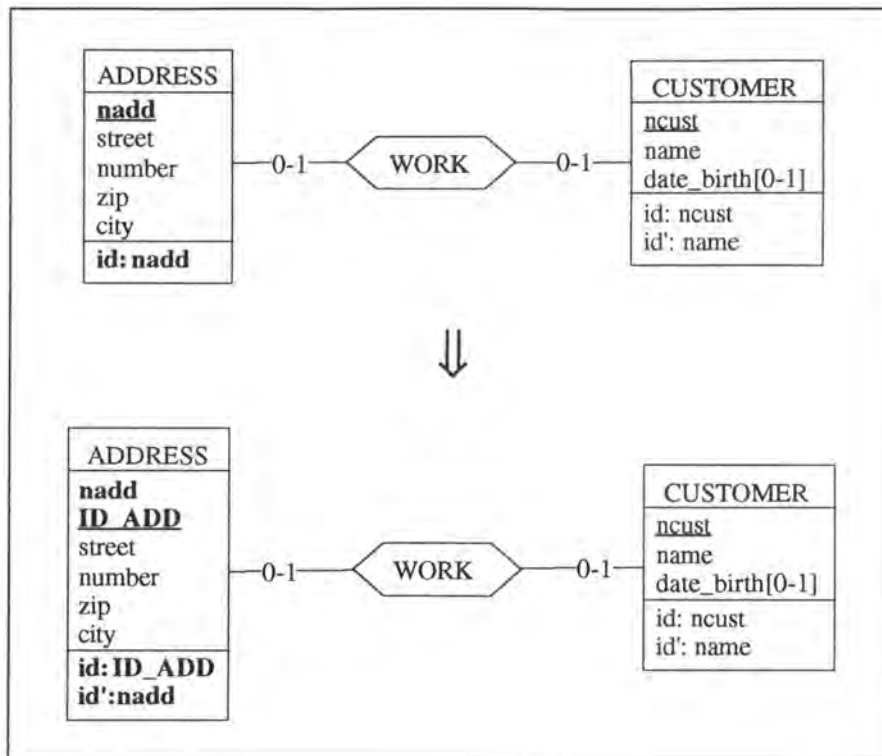 ADDRESS
nadd
street
number
zip
city
id: nadd
0-1
WORK
0-1
CUSTOMER
ncust
name
date_birth[0-1]
id: ncust
id': name
⇓
ADDRESS
nadd
ID_ADD
street
number
zip
city
id: ID_ADD
id':nadd
0-1
WORK
0-1
CUSTOMER
ncust
name
date_birth[0-1]
id: ncust
id': name